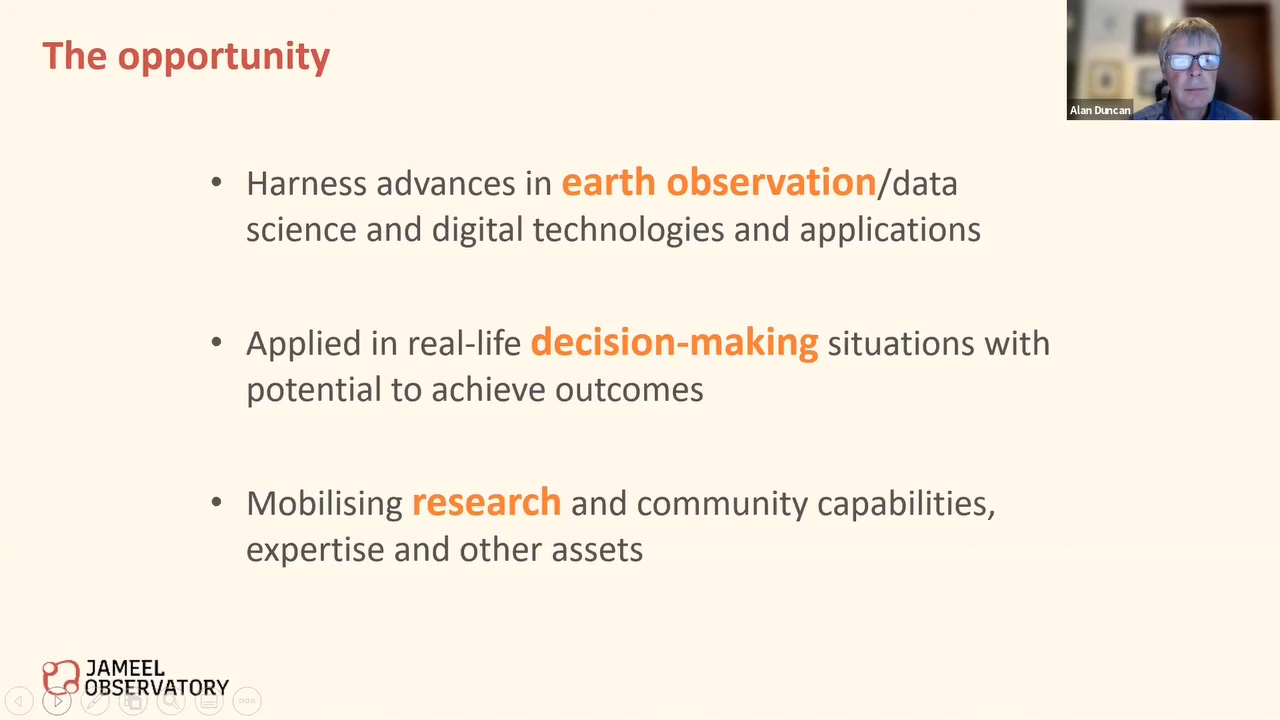 The opportunity
Alan Duncan
• Harness advances in earth observation/data
science and digital technologies and applications
• Applied in real-life decision-making situations with
potential to achieve outcomes
• Mobilising research and community capabilities,
expertise and other assets
JAMEEL
OBSERVATORY